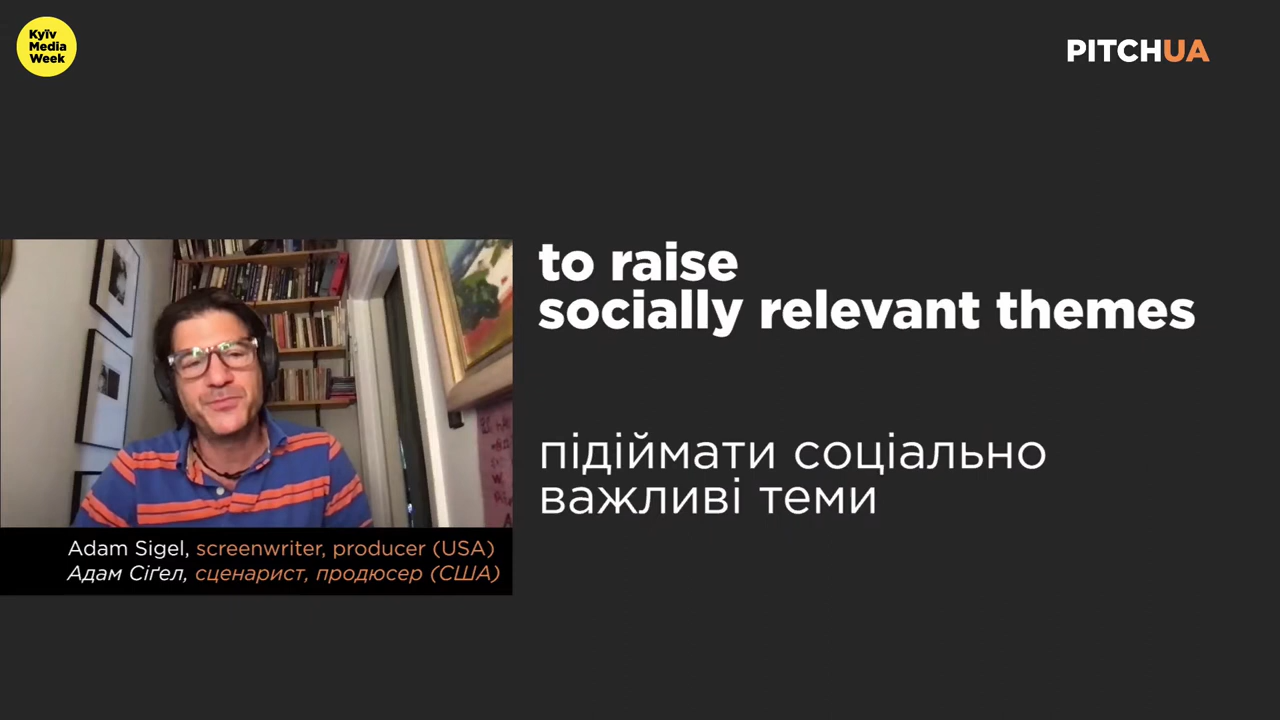 Kyїv
Media
Week
PITCHUA
to raise
socially relevant themes
підіймати соціально
важливі теми
Adam Sigel, screenwriter, producer (USA)
Адам Сіґел, сценарист, продюсер (США)